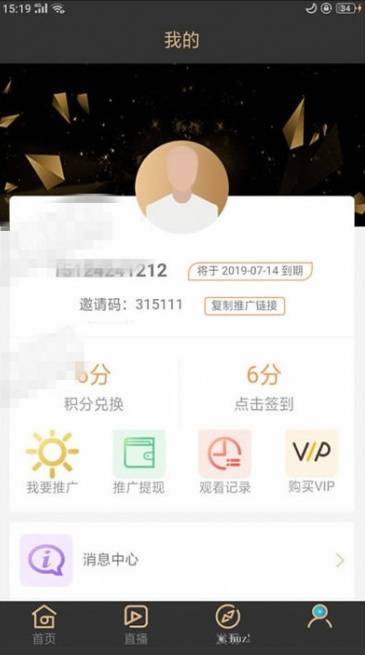 15:19
34
我的
15124241212
将于 2019-07-14 到期
邀请码：315111
复制推广链接
6分
6分
积分兑换
点击签到
我要推广
推广提现
观看记录
购买VIP
消息中心
首页
直播